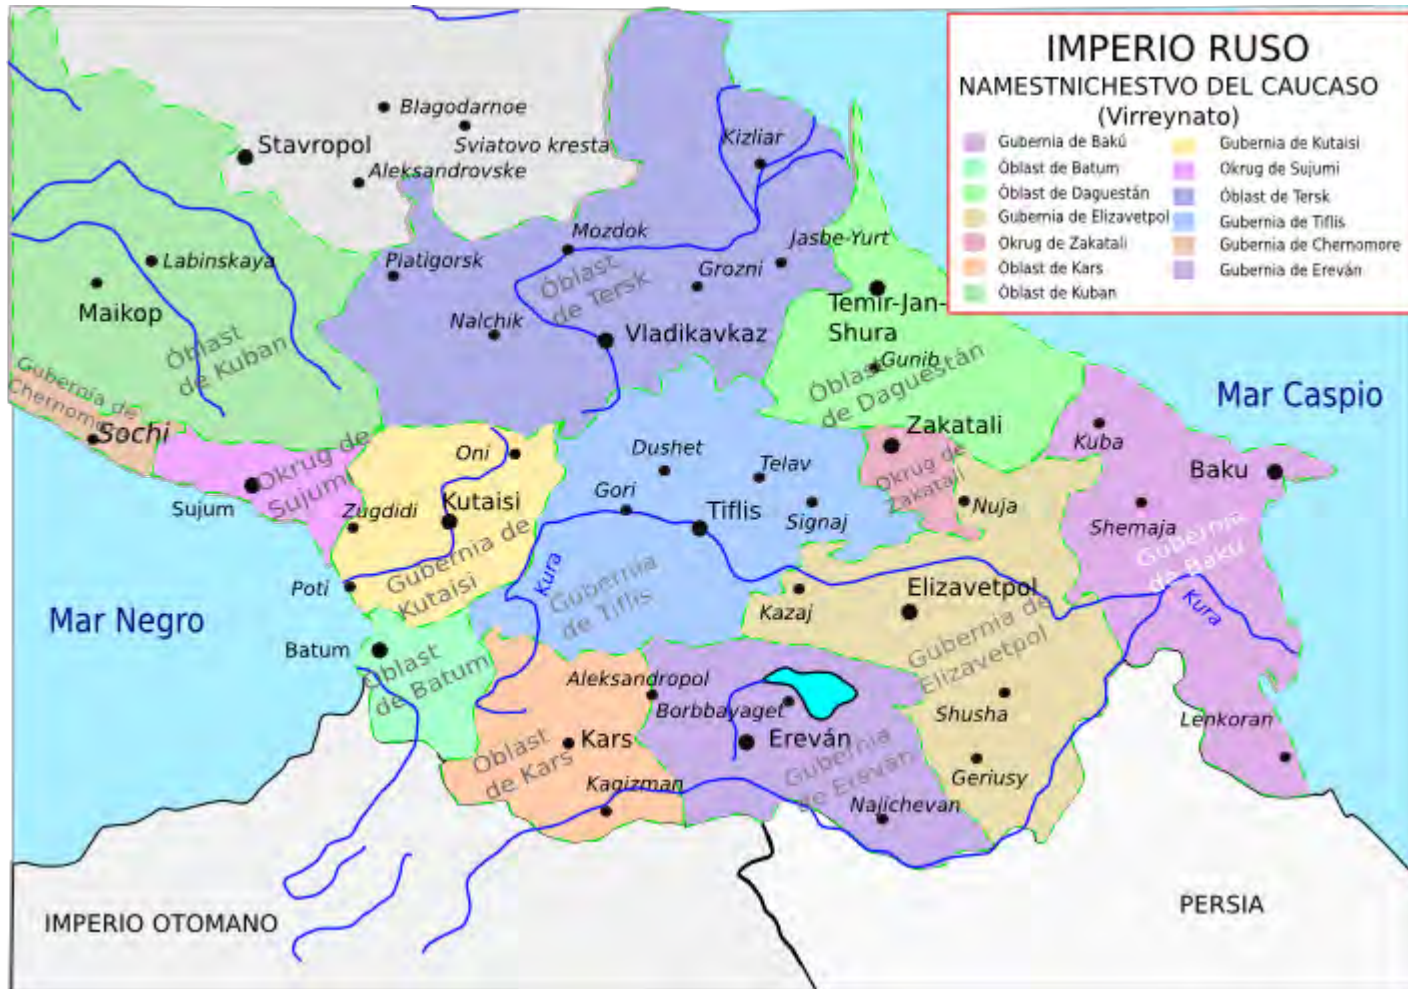 IMPERIO RUSO
NAMESTNICHESTVO DEL CAUCASO
(Virreynato)
Gubernia de Bakú
Óblast de Batum
Óblast de Daguestán
Gubernia de Elizavetpol
Okrug de Zakatali
Óblast de Kars
Óblast de Kuban
Gubernia de Kutaisi
Okrug de Sujumi
Óblast de Tersk
Gubernia de Tiflis
Gubernia de Chernomore
Gubernia de Ereván
Blagodarnoe
Stavropol
Sviatovo kresta
Aleksandrovske
Kizliar
Mozdok
Jasbe-Yurt
Labinskaya
Piatigorsk
Grozni
Óblast
de Tersk
Maikop
Nalchik
Vladikavkaz
Temir-Jan-
Shura
Gunib
Óblast
de Kuban
Óblast
de Daguestán
Gubernia de
Chernomore
Sochi
Mar Caspio
Zakatali
Kuba
Baku
Okrug de
Sujumi
Sujum
Oni
Dushet
Telav
Okrug de
Zakatali
Zugdidi
Kutaisi
Gori
Tiflis
Signaj
Nuja
Shemaja
Gubernia
de Baku
Poti
Gubernia de
Kutaisi
Kura
Gubernia
de Tiflis
Kazaj
Elizavetpol
Kura
Mar Negro
Batum
Óblast
de Batum
Gubernia de
Elizavetpol
Aleksandropol
Borbbayaget
Shusha
Lenkoran
Óblast
de Kars
Kars
Ereván
Gubernia
de Ereván
Geriusy
Kagizman
Najichevan
IMPERIO OTOMANO
PERSIA